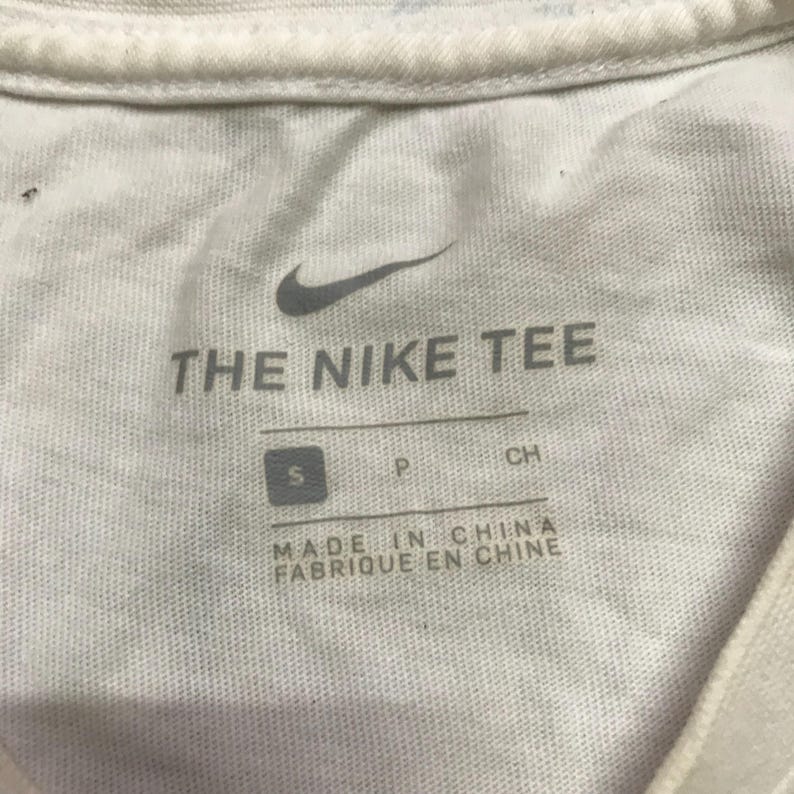 THE NIKE TEE
S P CH
MADE IN CHINA
FABRIQUE EN CHINE